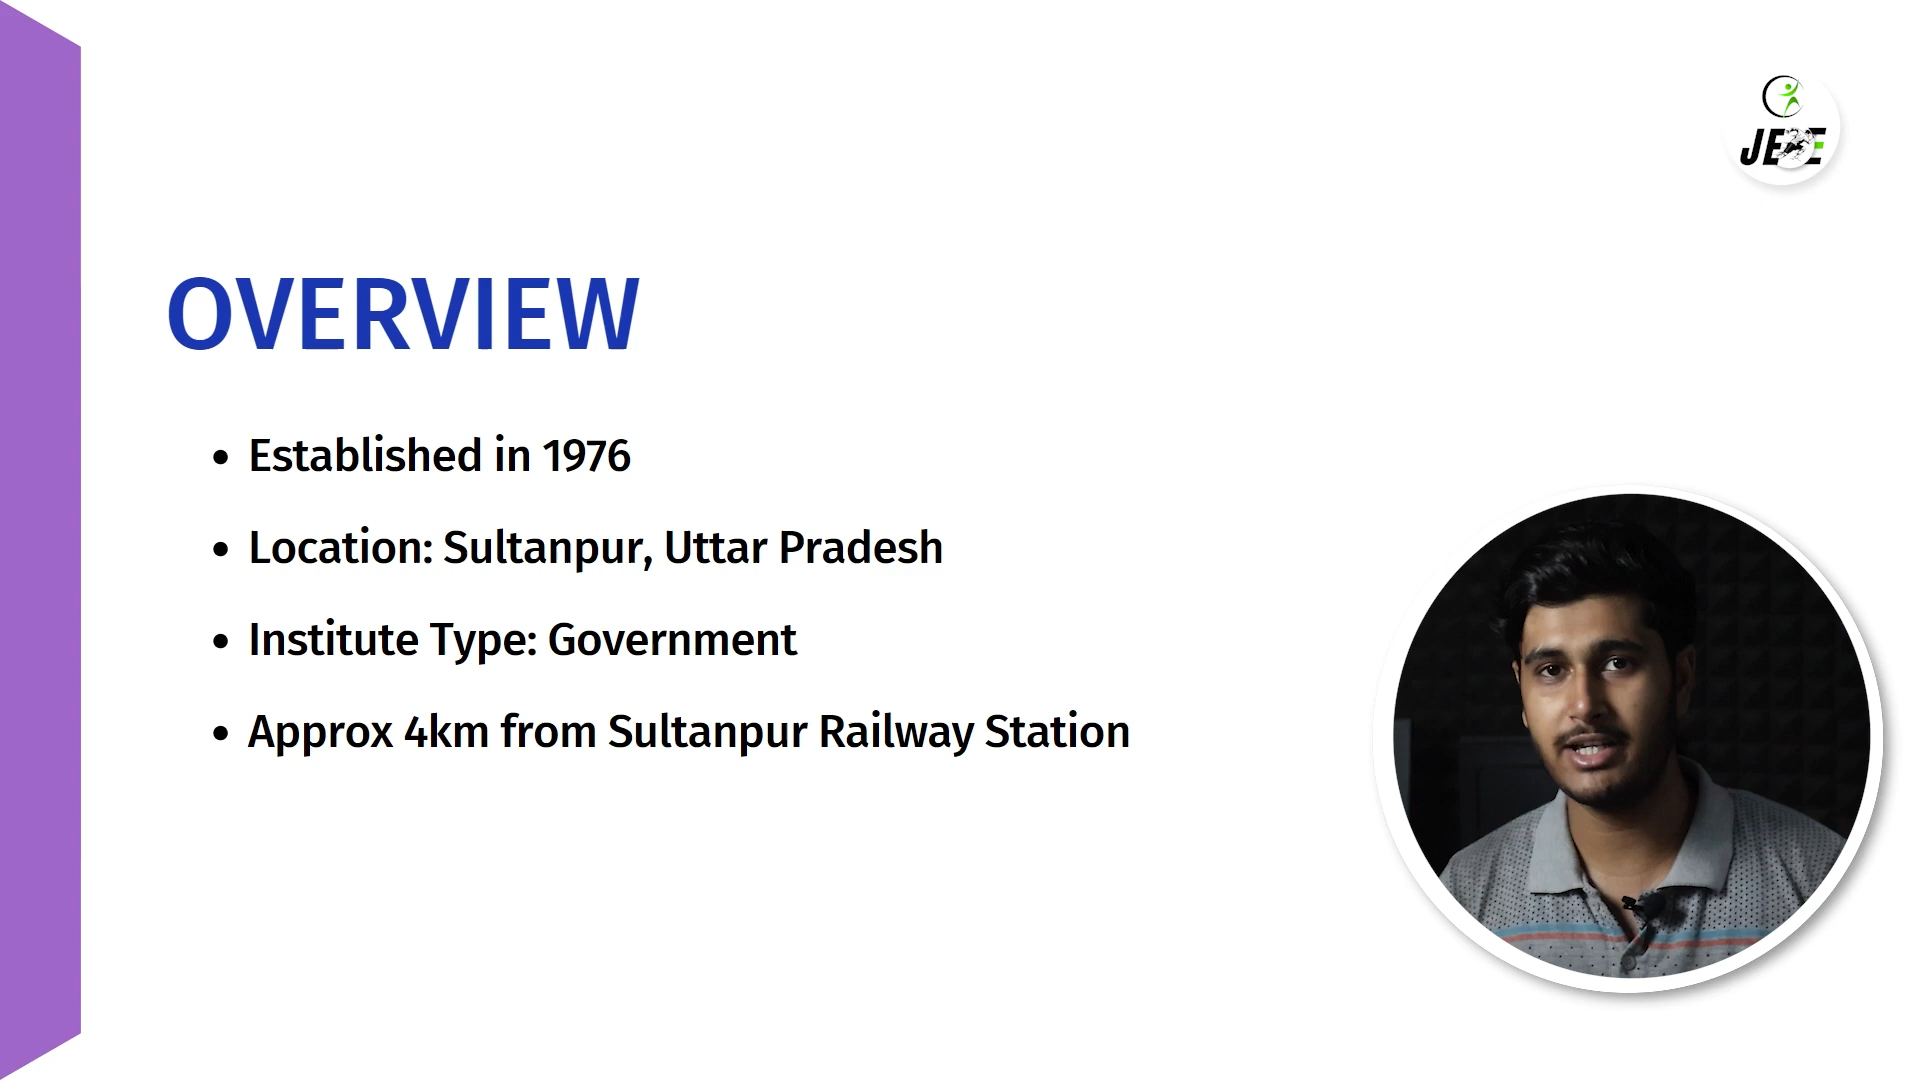 OVERVIEW
• Established in 1976
• Location: Sultanpur, Uttar Pradesh
• Institute Type: Government
• Approx 4km from Sultanpur Railway Station